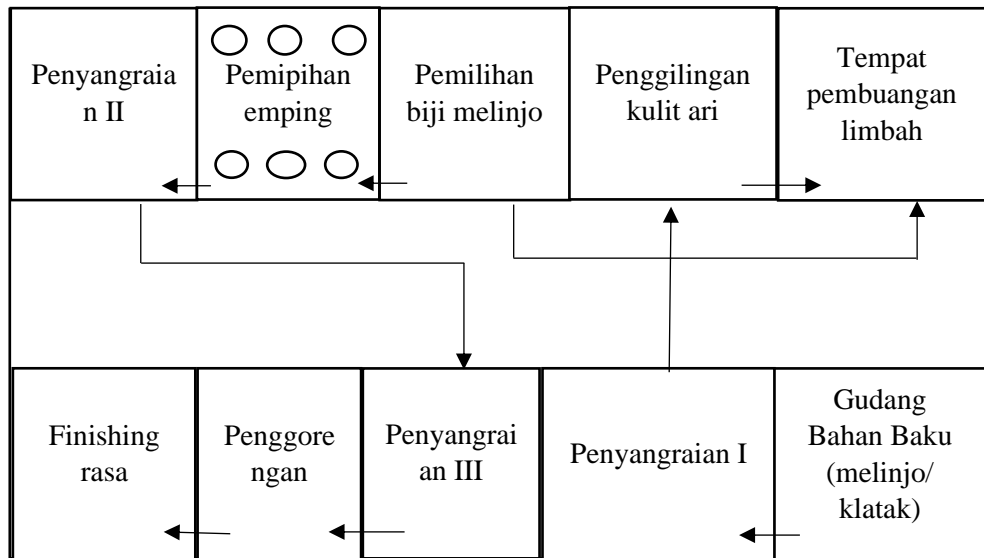 Penyangraia
n II
Pemipihan
emping
Pemilihan
biji melinjo
Penggilingan
kulit ari
Tempat
pembuangan
limbah
Finishing
rasa
Penggore
ngan
Penyangrai
an III
Penyangraian I
Gudang
Bahan Baku
(melinjo/
klatak)